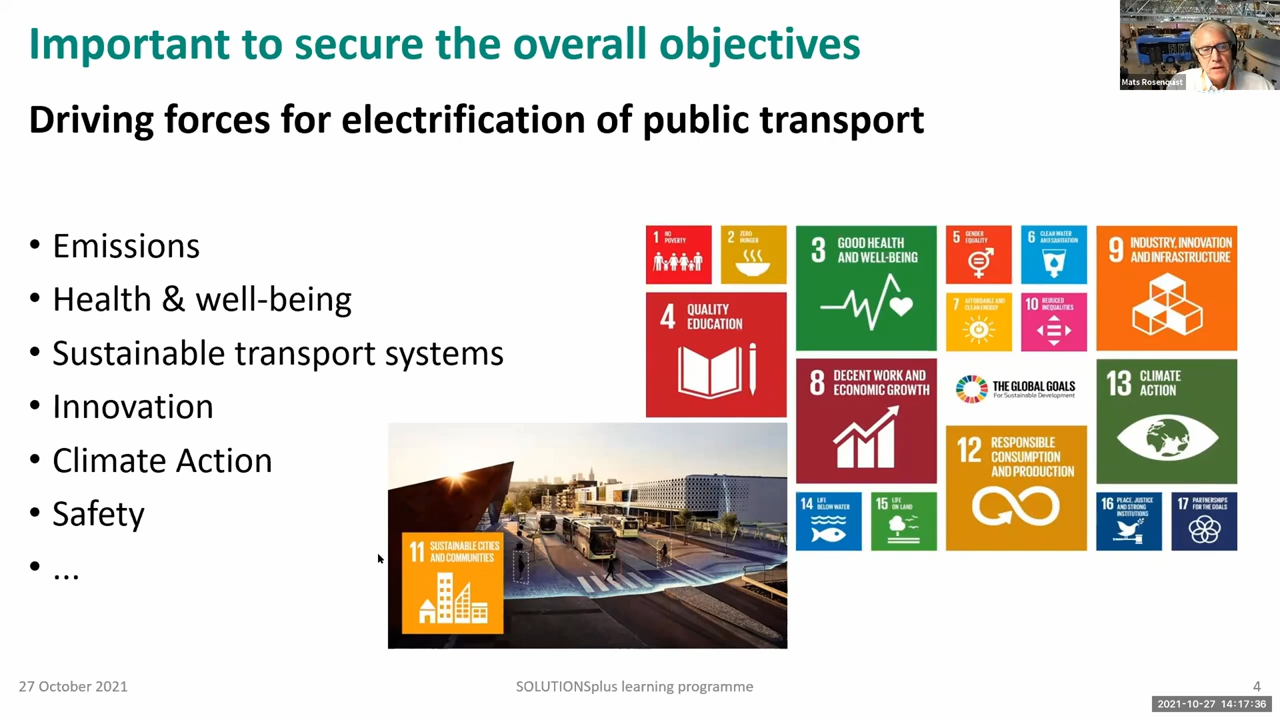 Important to secure the overall objectives
Mats Rosenquist
Driving forces for electrification of public transport
• Emissions
• Health & well-being
• Sustainable transport systems
• Innovation
• Climate Action
• Safety
• ...
1 NO
POVERTY
2 ZERO
HUNGER
3 GOOD HEALTH
AND WELL-BEING
4 QUALITY
EDUCATION
5 GENDER
EQUALITY
6 CLEAN WATER
AND SANITATION
7 AFFORDABLE AND
CLEAN ENERGY
10 REDUCED
INEQUALITIES
9 INDUSTRY, INNOVATION
AND INFRASTRUCTURE
8 DECENT WORK AND
ECONOMIC GROWTH
THE GLOBAL GOALS
For Sustainable Development
13 CLIMATE
ACTION
12 RESPONSIBLE
CONSUMPTION
AND PRODUCTION
14 LIFE
BELOW WATER
15 LIFE
ON LAND
16 PEACE, JUSTICE
AND STRONG
INSTITUTIONS
17 PARTNERSHIPS
FOR THE GOALS
11 SUSTAINABLE CITIES
AND COMMUNITIES
27 October 2021
SOLUTIONSplus learning programme
4
2021-10-27 14:17:36